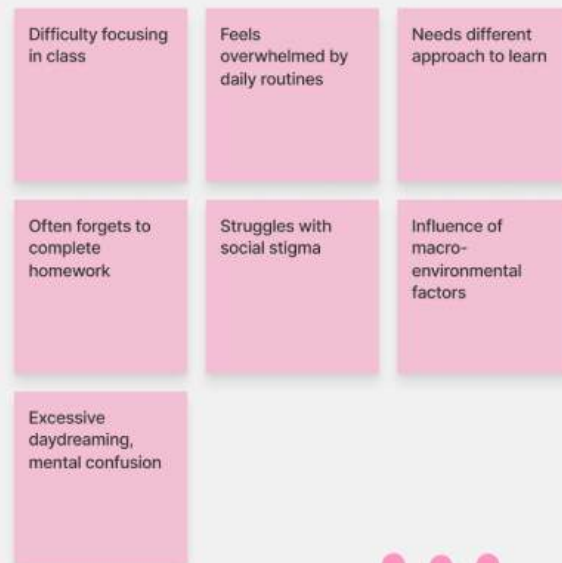 Difficulty focusing
in class
Feels
overwhelmed by
daily routines
Needs different
approach to learn
Often forgets to
complete
homework
Struggles with
social stigma
Influence of
macro-
environmental
factors
Excessive
daydreaming,
mental confusion